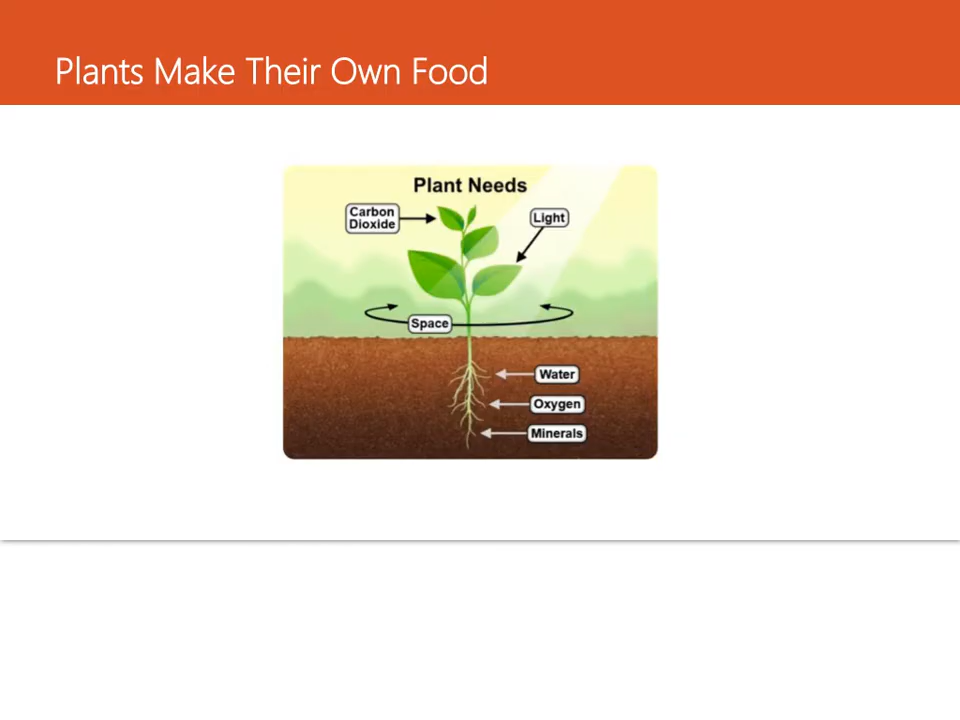 Plants Make Their Own Food
Plant Needs
Carbon
Dioxide
Light
Space
Water
Oxygen
Minerals